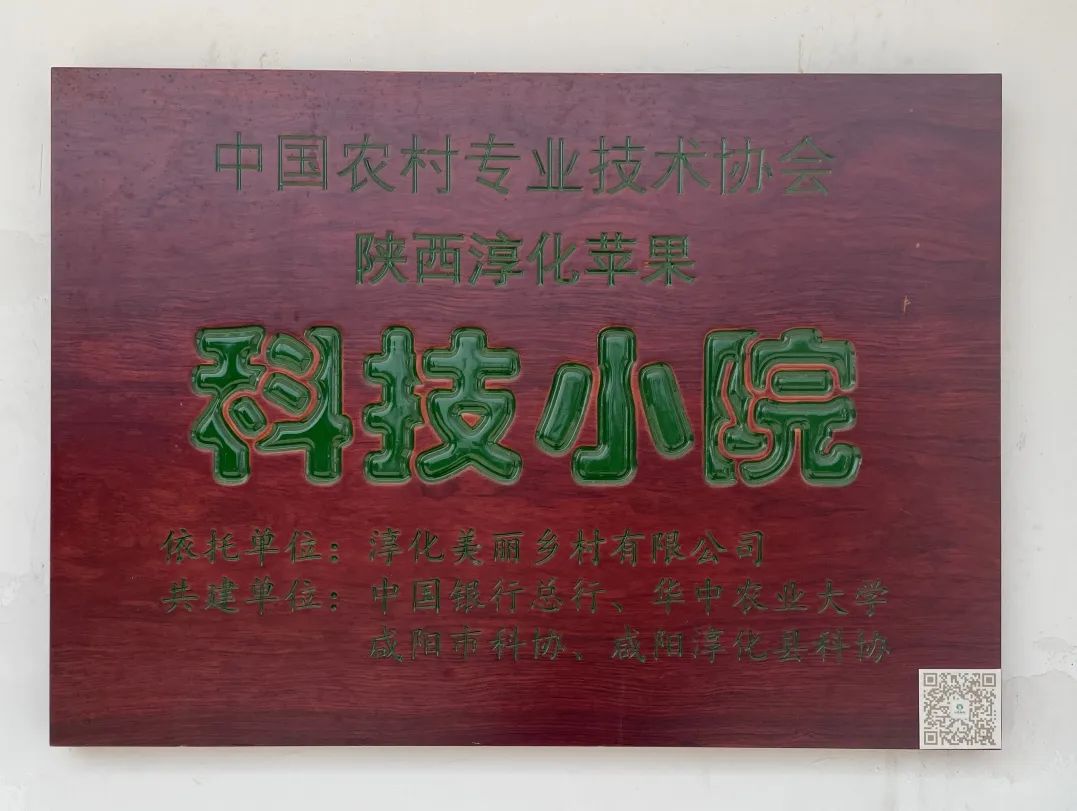 中国农村专业技术协会
陕西淳化苹果
科技小院
依托单位：淳化美丽乡村有限公司
共建单位：中国银行总行、华中农业大学
咸阳市科协、咸阳淳化县科协